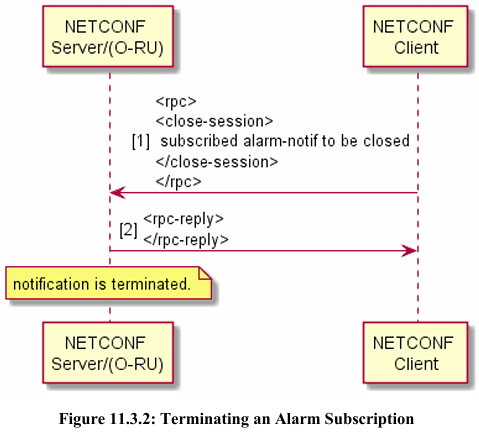 NETCONF
Server/(O-RU)
NETCONF
Client
<rpc>
<close-session>
[1] subscribed alarm-notif to be closed
</close-session>
</rpc>
[2] <rpc-reply>
</rpc-reply>
notification is terminated.
NETCONF
Server/(O-RU)
NETCONF
Client
Figure 11.3.2: Terminating an Alarm Subscription